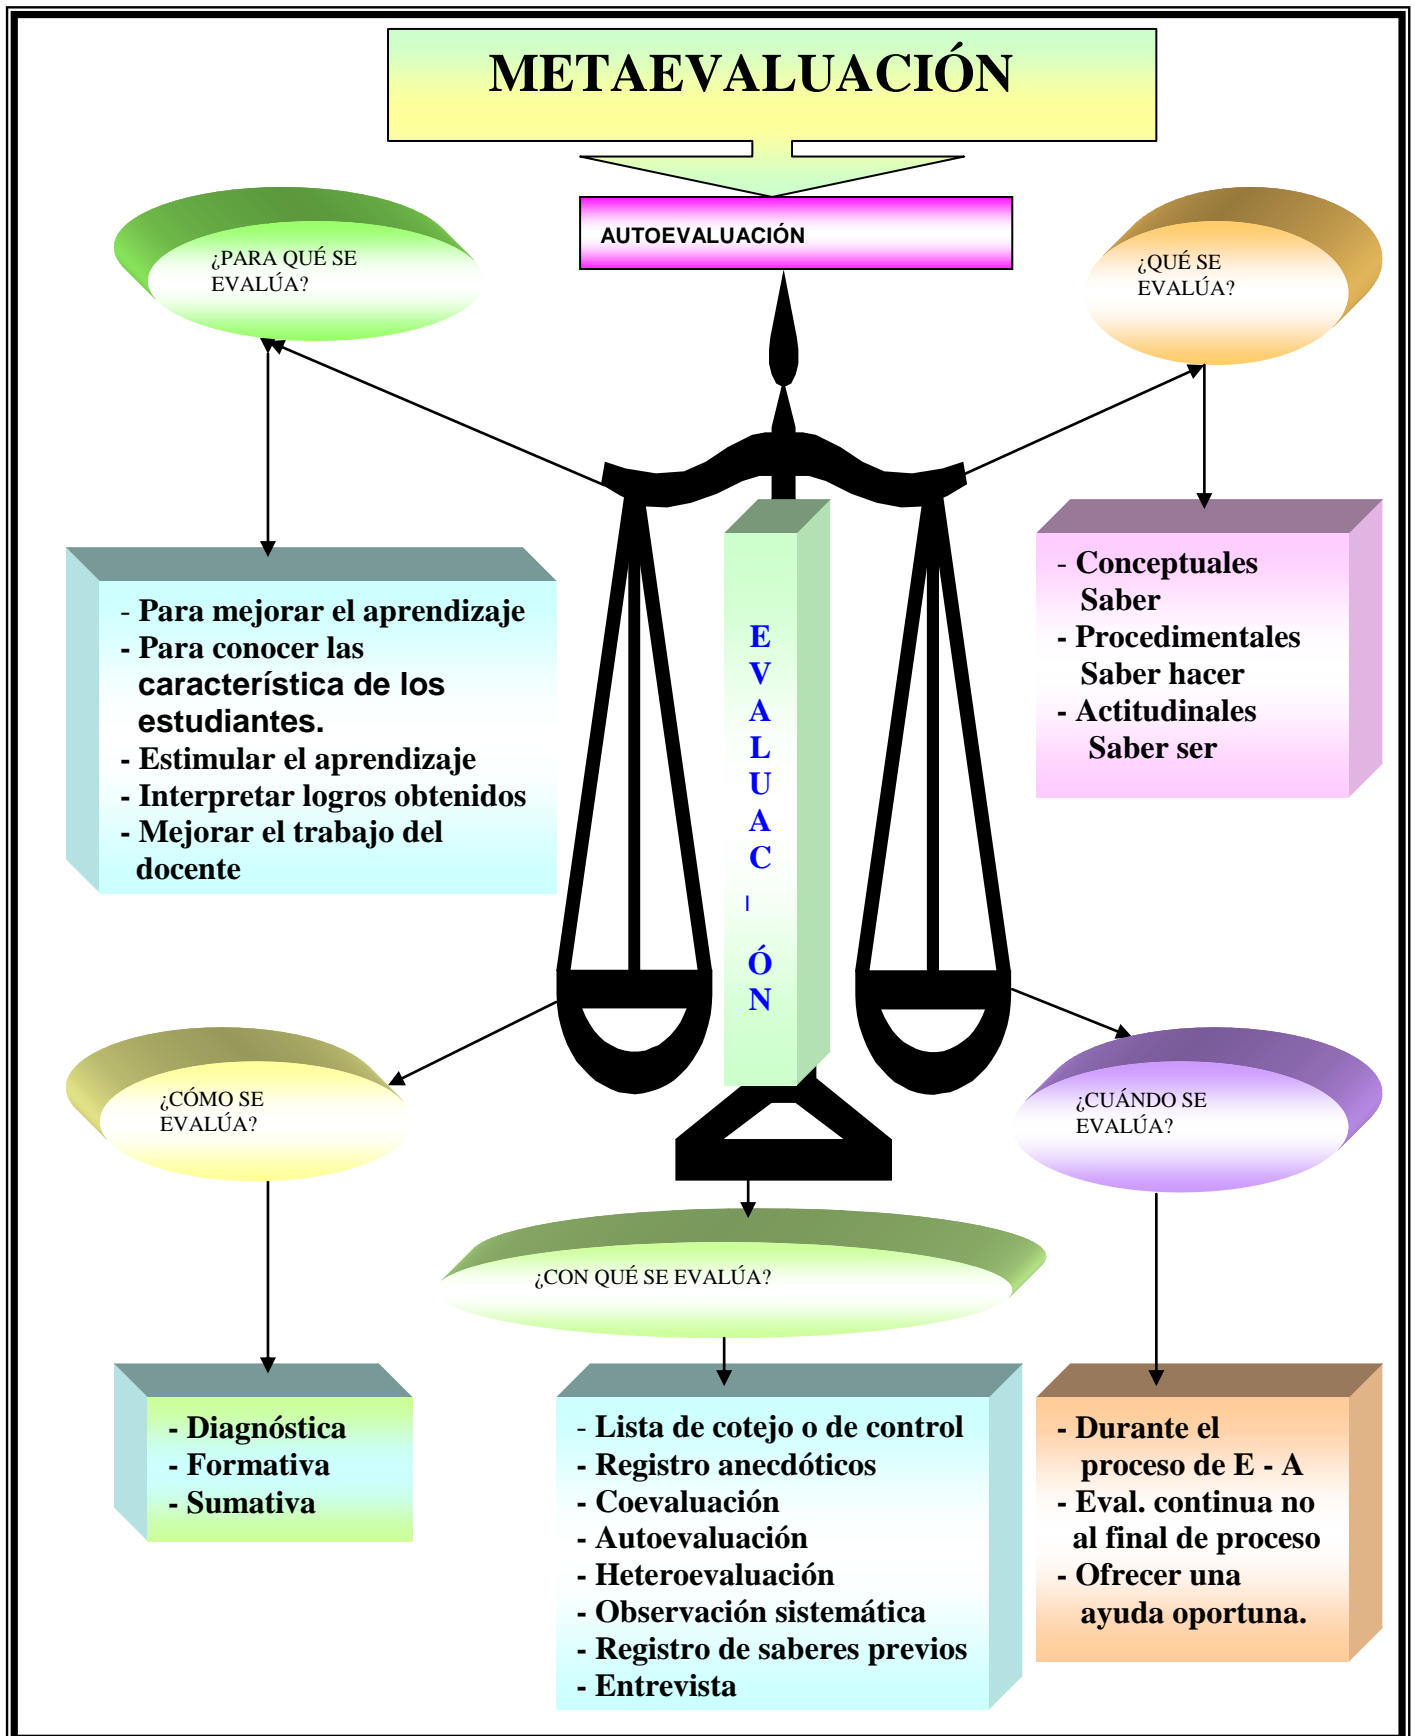 METAEVALUACIÓN
AUTOEVALUACIÓN
¿PARA QUÉ SE
EVALÚA?
¿QUÉ SE
EVALÚA?
- Para mejorar el aprendizaje
- Para conocer las
característica de los
estudiantes.
- Estimular el aprendizaje
- Interpretar logros obtenidos
- Mejorar el trabajo del
docente
E
V
A
L
U
A
C
I
Ó
N
- Conceptuales
Saber
- Procedimentales
Saber hacer
- Actitudinales
Saber ser
¿CÓMO SE
EVALÚA?
¿CUÁNDO SE
EVALÚA?
¿CON QUÉ SE EVALÚA?
- Diagnóstica
- Formativa
- Sumativa
- Lista de cotejo o de control
- Registro anecdóticos
- Coevaluación
- Autoevaluación
- Heteroevaluación
- Observación sistemática
- Registro de saberes previos
- Entrevista
- Durante el
proceso de E - A
- Eval. continua no
al final de proceso
- Ofrecer una
ayuda oportuna.